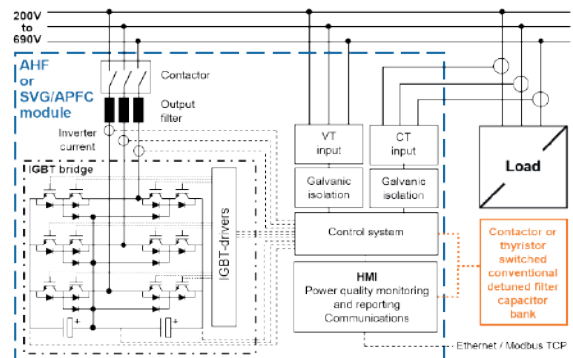 200V
to
690V
AHF
or
SVG/APFC
module
Contactor
Output
filter
Inverter
current
IGBT bridge
IGBT-drivers
VT
input
CT
input
Galvanic
isolation
Galvanic
isolation
Control system
HMI
Power quality monitoring
and reporting
Communications
Load
Contactor or
thyristor
switched
conventional
detuned filter
capacitor
bank
Ethernet / Modbus TCP
+
+